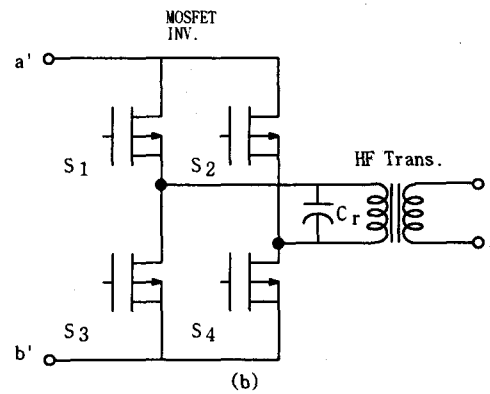 MOSFET
INV.
a'
S1
S2
HF Trans.
Cr
S3
S4
b'
(b)